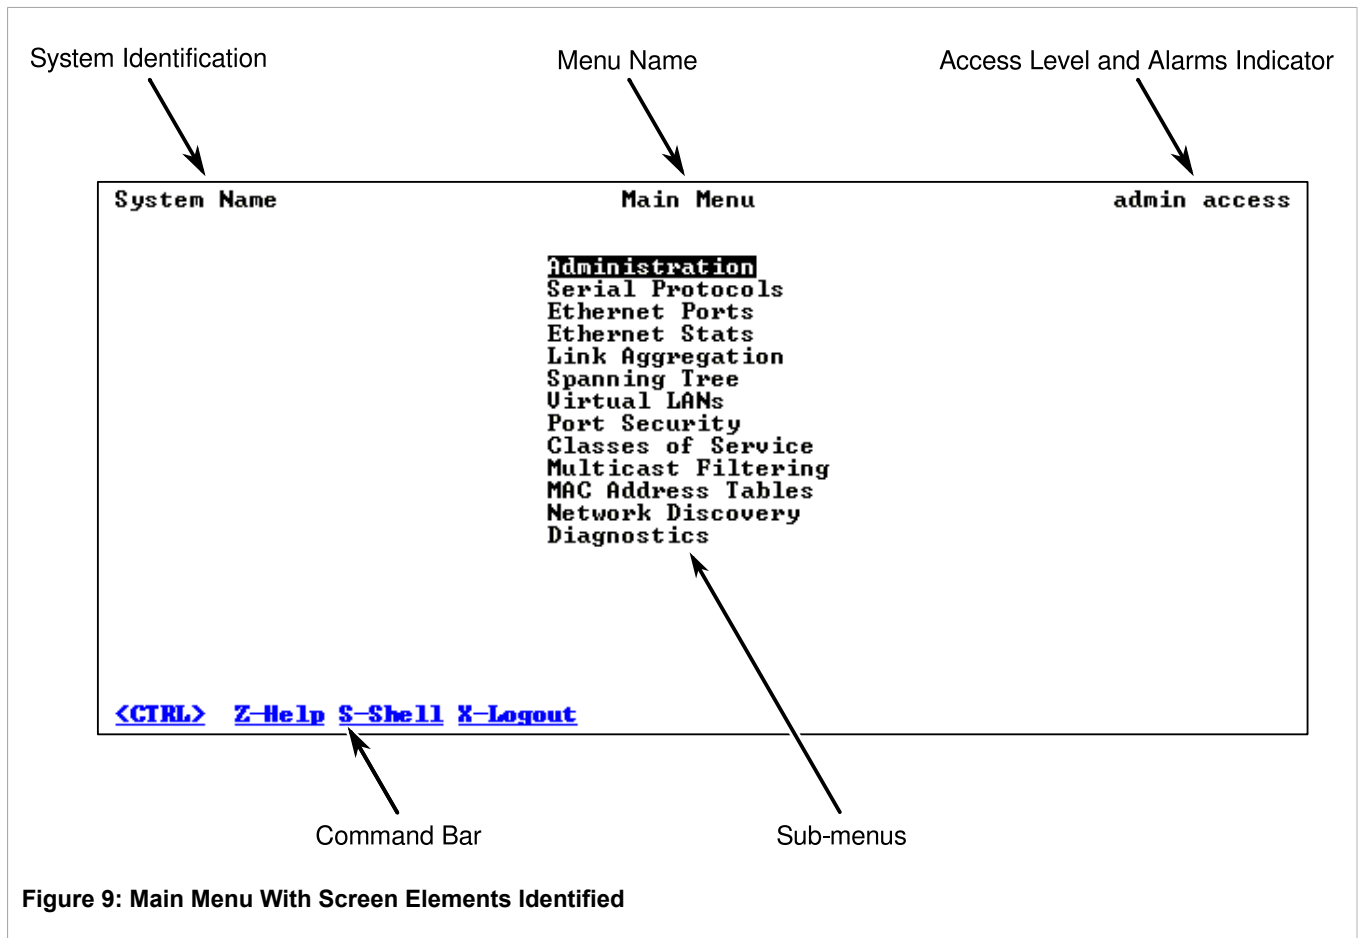 System Identification
Menu Name
Access Level and Alarms Indicator
System Name
Main Menu
admin access
Administration
Serial Protocols
Ethernet Ports
Ethernet Stats
Link Aggregation
Spanning Tree
Virtual LANs
Port Security
Classes of Service
Multicast Filtering
MAC Address Tables
Network Discovery
Diagnostics
<CTRL> Z-Help S-Shell X-Logout
Command Bar
Sub-menus
Figure 9: Main Menu With Screen Elements Identified